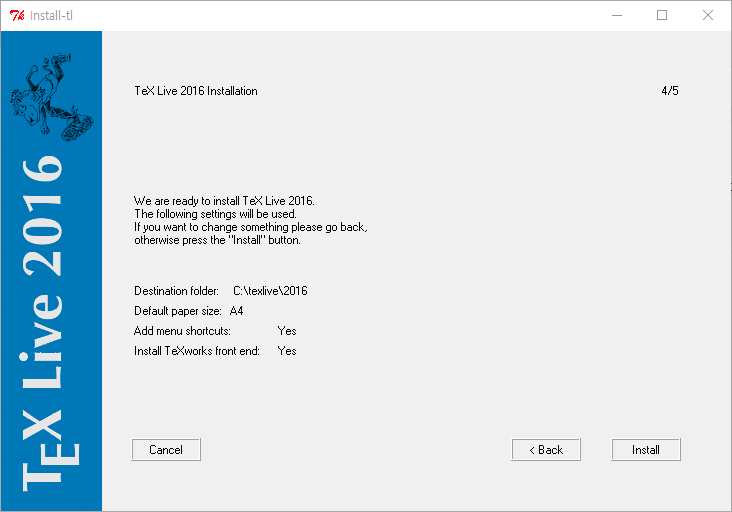 install-tl
TeX Live 2016 Installation 4/5
We are ready to install TeX Live 2016.
The following settings will be used.
If you want to change something please go back,
otherwise press the "Install" button.
Destination folder: C:\texlive\2016
Default paper size: A4
Add menu shortcuts: Yes
Install TeXworks front end: Yes
Cancel < Back Install
TEX Live 2016